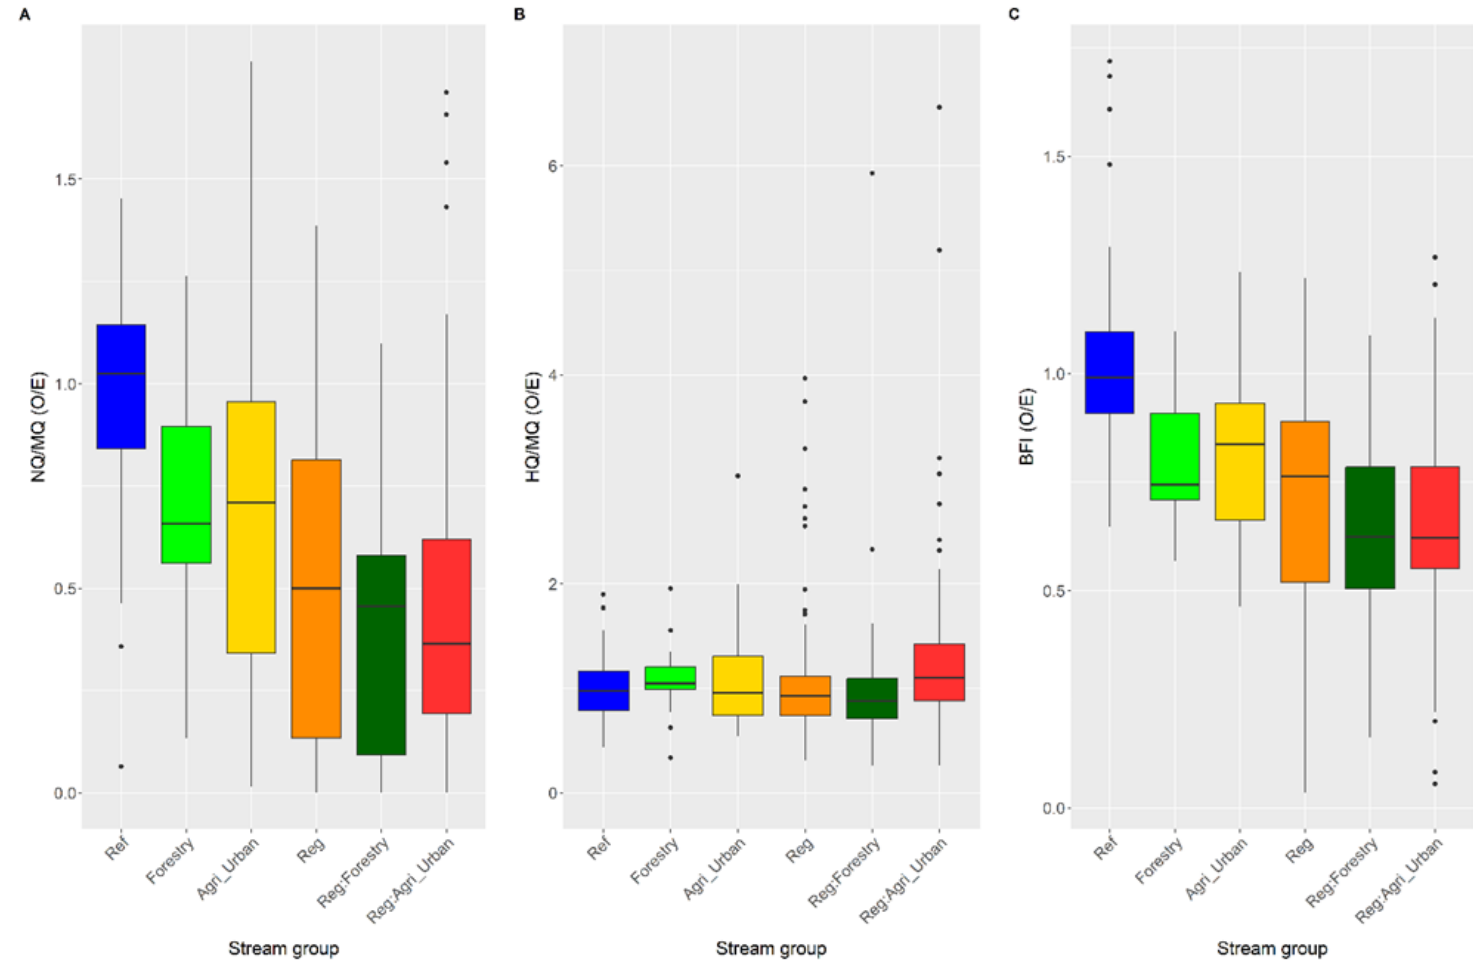 A
NQ/MQ (O/E)
1.5
1.0
0.5
0.0
Ref
Forestry
Agri_Urban
Reg
Reg:Forestry
Reg:Agri_Urban
Stream group
B
HQ/MQ (O/E)
6
4
2
0
Ref
Forestry
Agri_Urban
Reg
Reg:Forestry
Reg:Agri_Urban
Stream group
C
BFI (O/E)
1.5
1.0
0.5
0.0
Ref
Forestry
Agri_Urban
Reg
Reg:Forestry
Reg:Agri_Urban
Stream group